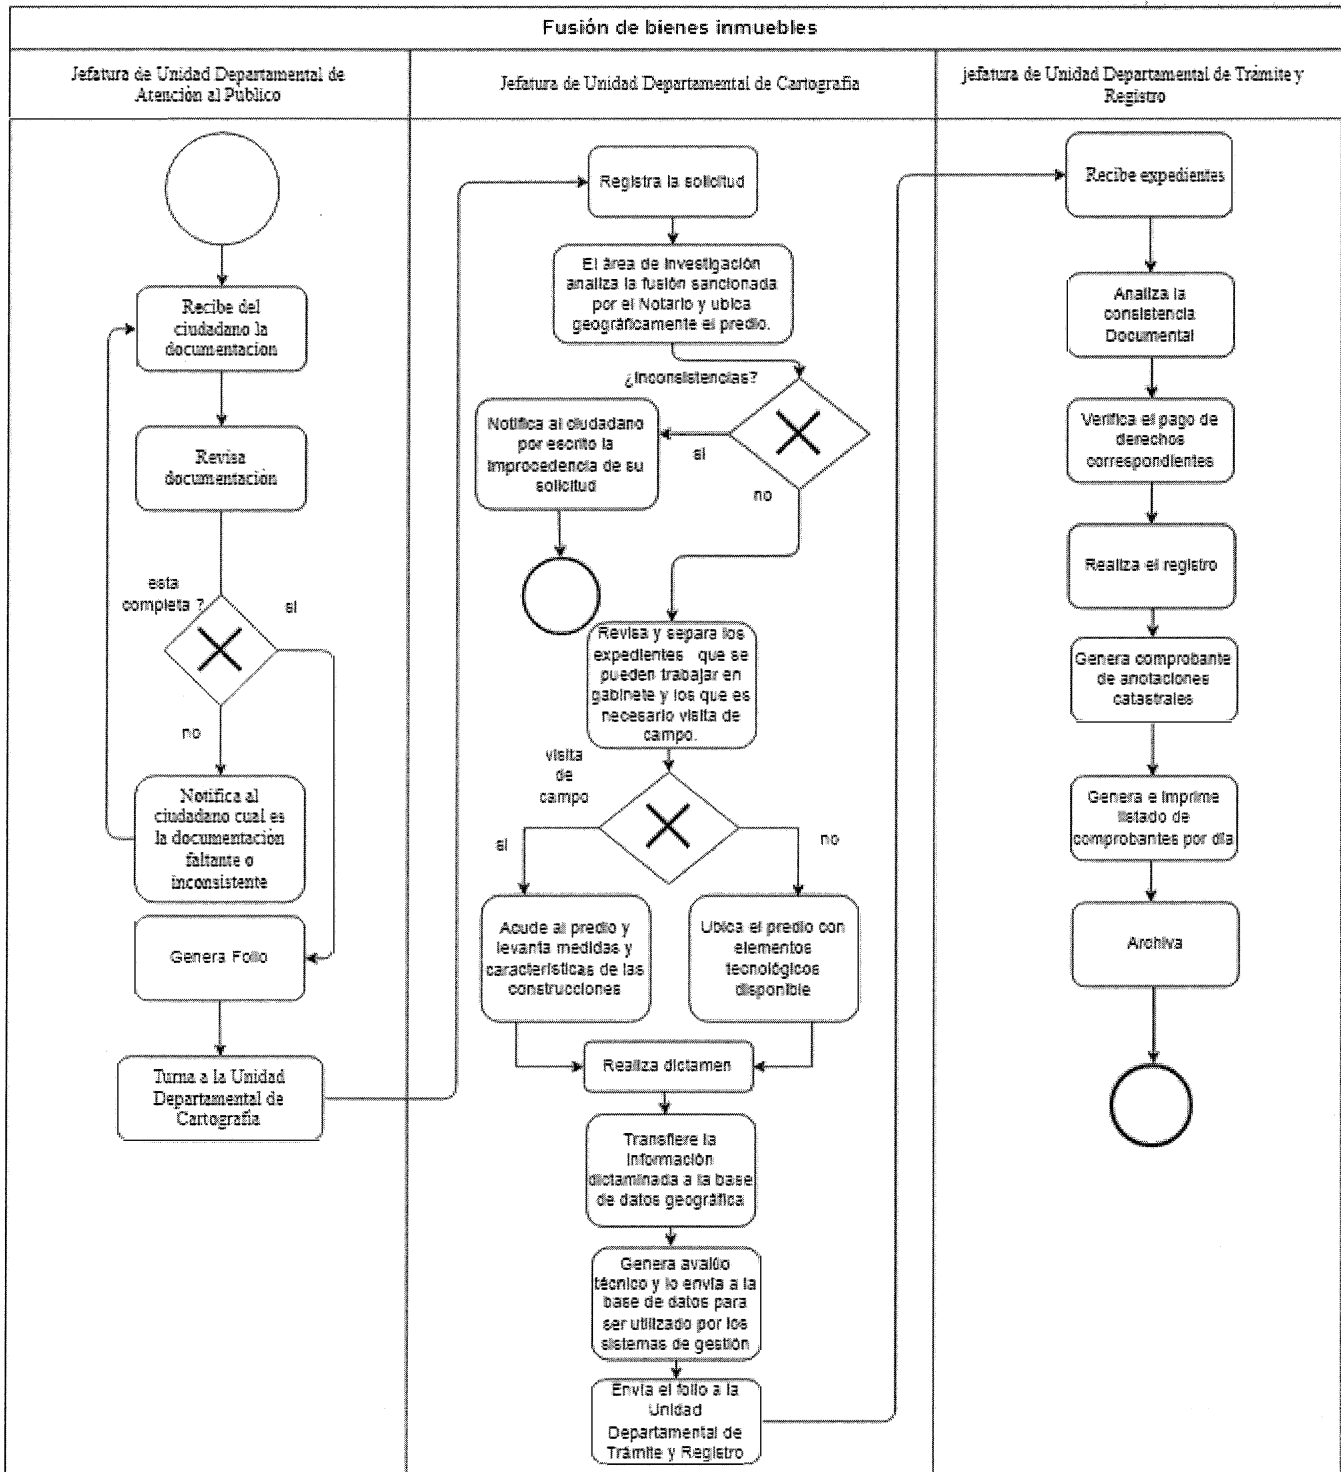 Fusión de bienes inmuebles
Jefatura de Unidad Departamental de
Atención al Público
Jefatura de Unidad Departamental de Cartografía
jefatura de Unidad Departamental de Trámite y
Registro
Recibe del
ciudadano la
documentación
Revisa
documentación
esta
completa ?
si
no
Notifica al
ciudadano cual es
la documentación
faltante o
inconsistente
Genera Folio
Turna a la Unidad
Departamental de
Cartografía
Registra la solicitud
El área de investigación
analiza la fusión sancionada
por el Notario y ubica
geográficamente el predio.
¿Inconsistencias?
si
no
Notifica al ciudadano
por escrito la
improcedencia de su
solicitud
Revisa y separa los
expedientes que se
pueden trabajar en
gabinete y los que es
necesario visita de
campo.
visita
de
campo
si
no
Acude al predio y
levanta medidas y
características de las
construcciones
Ubica el predio con
elementos
tecnológicos
disponible
Realiza dictamen
Transfiere la
información
dictaminada a la base
de datos geográfica
Genera avalúo
técnico y lo envía a la
base de datos para
ser utilizado por los
sistemas de gestión
Envía el folio a la
Unidad
Departamental de
Trámite y Registro
Recibe expedientes
Analiza la
consistencia
Documental
Verifica el pago de
derechos
correspondientes
Realiza el registro
Genera comprobante
de anotaciones
catastrales
Genera e imprime
listado de
comprobantes por día
Archiva